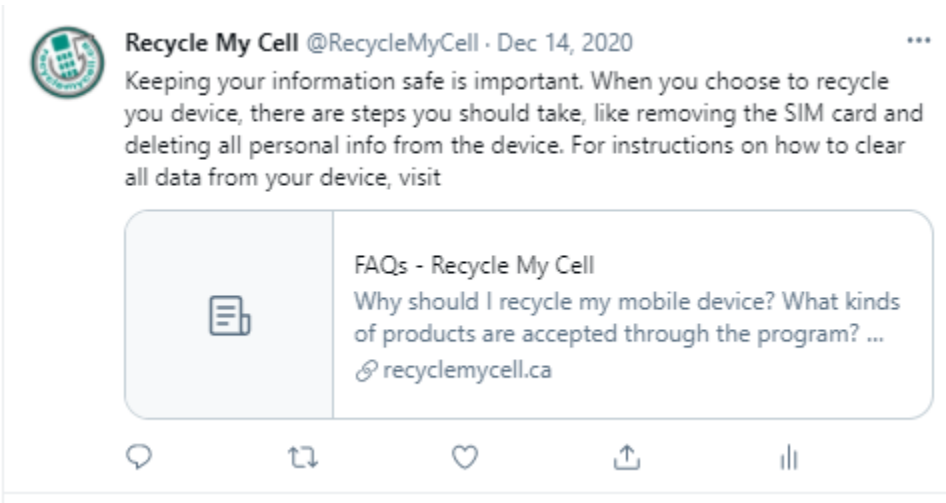 Recycle My Cell @RecycleMyCell · Dec 14, 2020
Keeping your information safe is important. When you choose to recycle
you device, there are steps you should take, like removing the SIM card and
deleting all personal info from the device. For instructions on how to clear
all data from your device, visit
FAQs - Recycle My Cell
Why should I recycle my mobile device? What kinds
of products are accepted through the program? ...
recyclemycell.ca